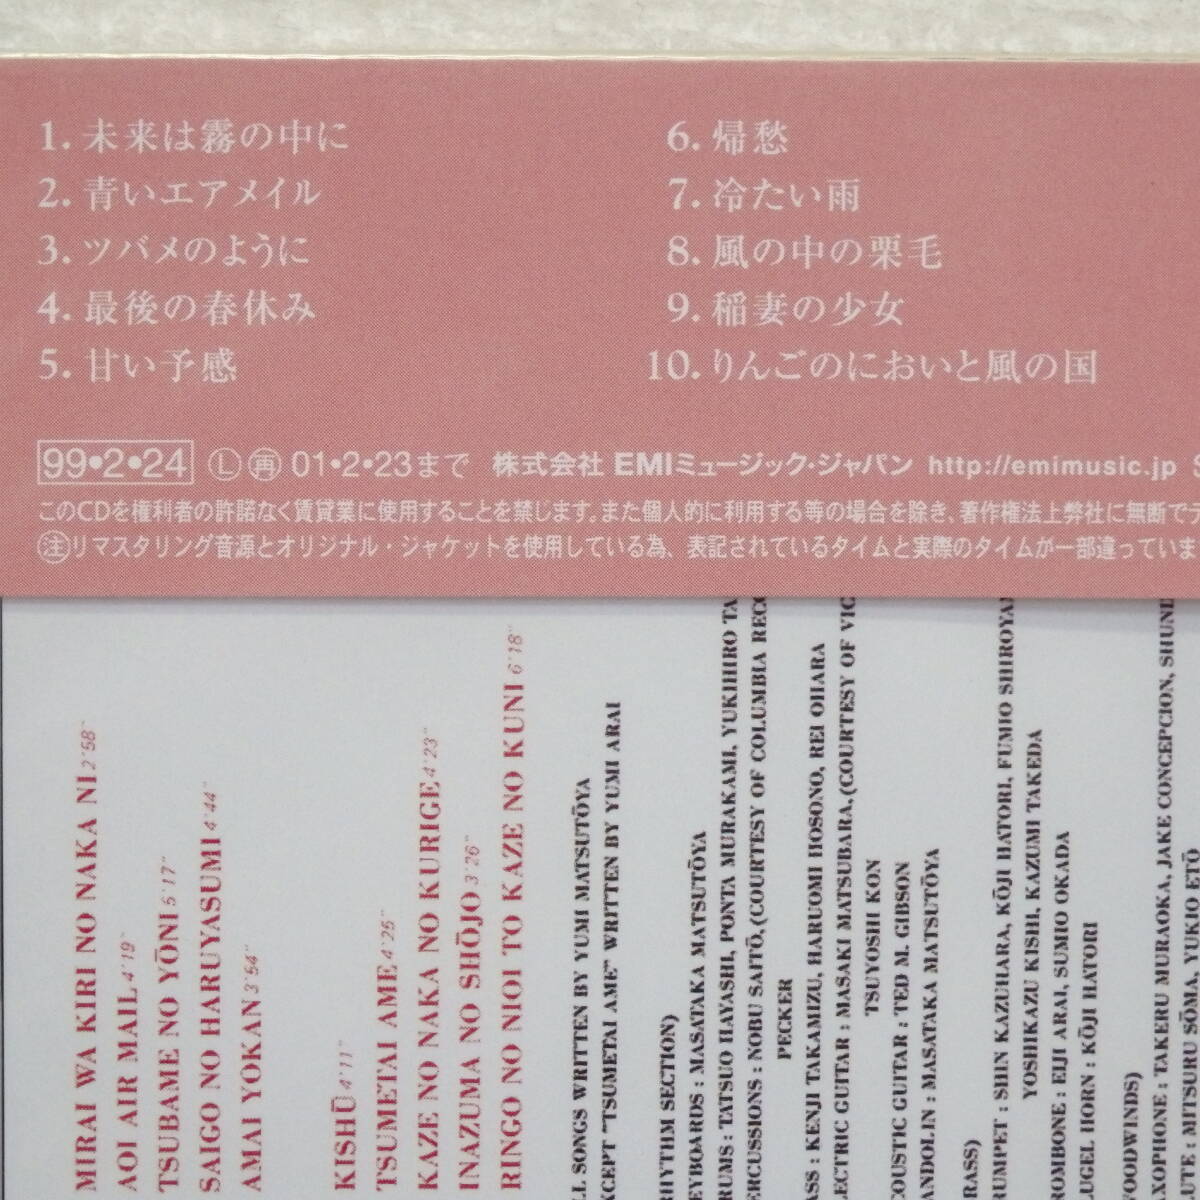 1. 未来は霧の中に
2. 青いエアメイル
3. ツバメのように
4. 最後の春休み
5. 甘い予感
6. 帰愁
7. 冷たい雨
8. 風の中の栗毛
9. 稲妻の少女
10. りんごのにおいと風の国
99•2•24 Ⓛ ㊢ 01•2•23まで 株式会社 EMIミュージック・ジャパン http://emimusic.jp S
このCDを権利者の許諾なく賃貸業に使用することを禁じます。また個人的に利用する等の場合を除き、著作権法上弊社に無断でテ
㊟リマスタリング音源とオリジナル・ジャケットを使用している為、表記されているタイムと実際のタイムが一部違っていま
MIRAI WA KIRI NO NAKA NI 2'58"
AOI AIR MAIL 4'19"
TSUBAME NO YŌNI 5'17"
SAIGO NO HARUYASUMI 4'44"
AMAI YOKAN 3'54"
KISHŪ 4'11"
TSUMETAI AME 4'25"
KAZE NO NAKA NO KURIGE 4'23"
INAZUMA NO SHŌJO 3'26"
RINGO NO NIOI TO KAZE NO KUNI 6'18"
LL SONGS WRITTEN BY YUMI MATSUTŌYA
XCEPT "TSUMETAI AME" WRITTEN BY YUMI ARAI
RHYTHM SECTION)
EYBOARDS : MASATAKA MATSUTŌYA
RUMS : TATSUO HAYASHI, PONTA MURAKAMI, YUKIHIRO TA
ERCUSSIONS : NOBU SAITŌ, (COURTESY OF COLUMBIA RECO
PECKER
ASS : KENJI TAKAMIZU, HARUOMI HOSONO, REI OHARA
LECTRIC GUITAR : MASAKI MATSUBARA, (COURTESY OF VIC
TSUYOSHI KON
COUSTIC GUITAR : TED M. GIBSON
ANDOLIN : MASATAKA MATSUTŌYA
RASS)
RUMPET : SHIN KAZUHARA, KŌJI HATORI, FUMIO SHIROYA
YOSHIKAZU KISHI, KAZUMI TAKEDA
ROMBONE : EIJI ARAI, SUMIO OKADA
UGEL HORN : KŌJI HATORI
OODWINDS)
AXOPHONE : TAKERU MURAOKA, JAKE CONCEPCION, SHUNZ
UTE : MITSURU SŌMA, YUKIO ETŌ